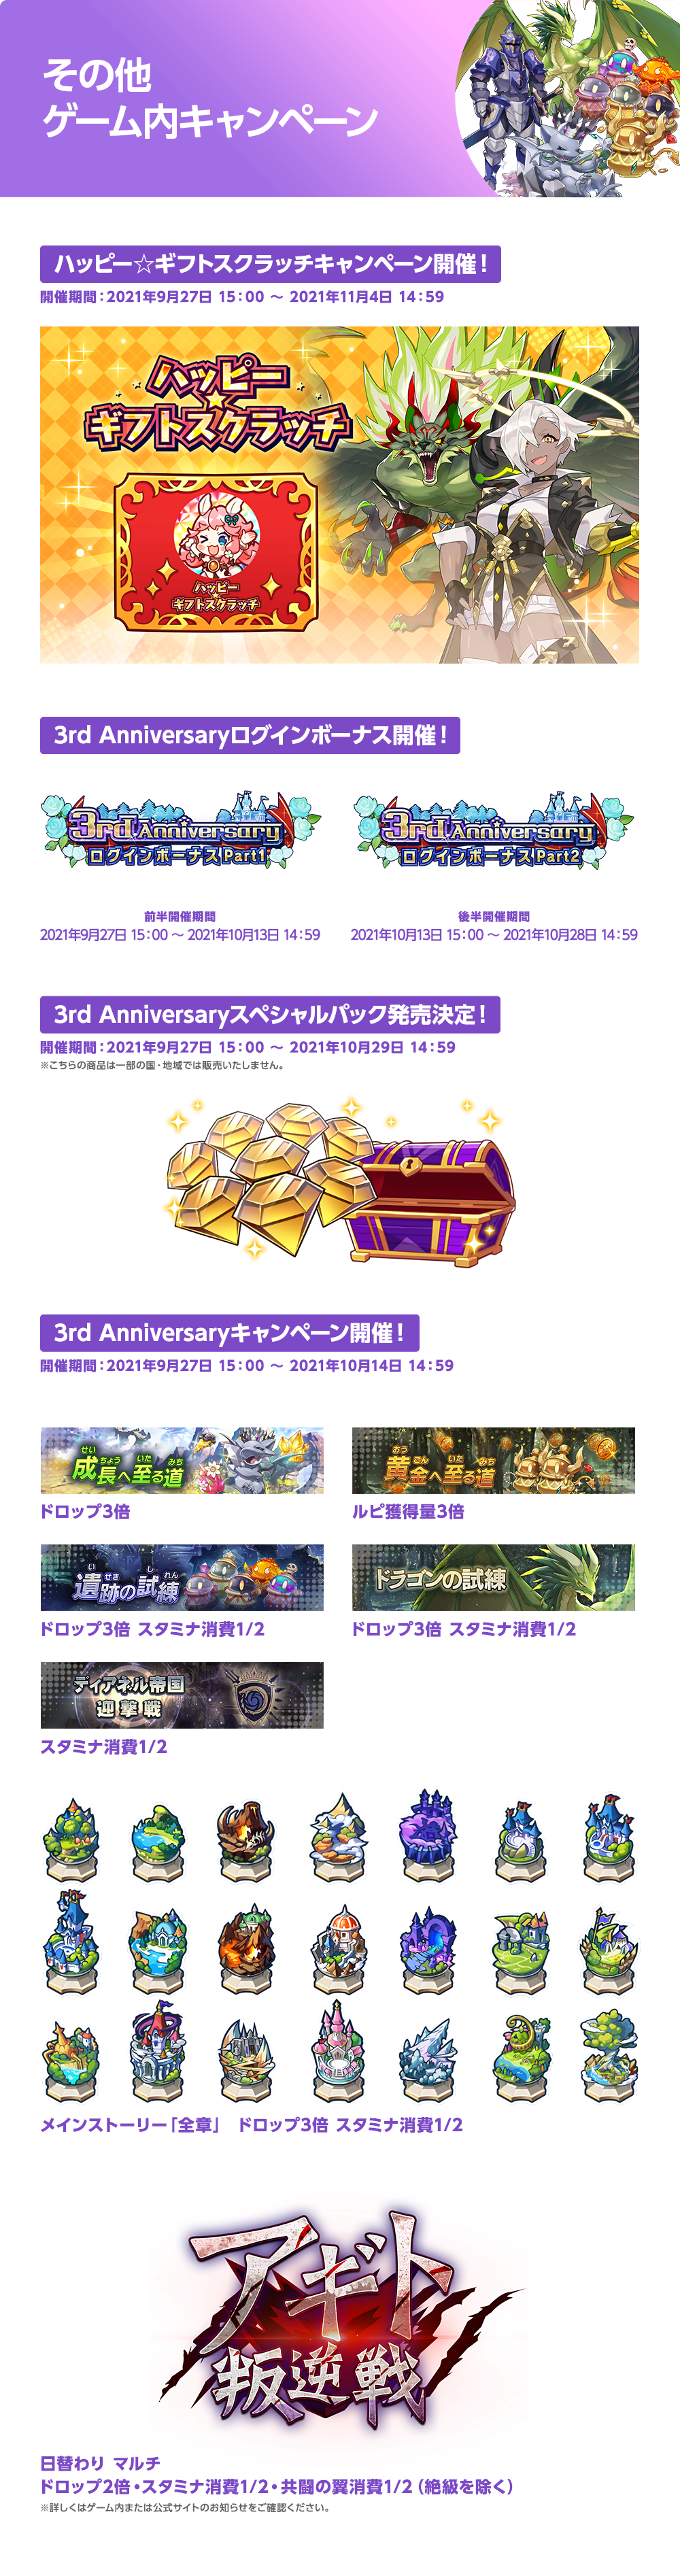 その他
ゲーム内キャンペーン
ハッピー☆ギフトスクラッチキャンペーン開催！
開催期間：2021年9月27日 15：00 ～ 2021年11月4日 14：59
ハッピー
☆
ギフトスクラッチ
ハッピー
☆
ギフトスクラッチ
3rd Anniversaryログインボーナス開催！
3rd Anniversary
ログインボーナス Part1
3rd Anniversary
ログインボーナス Part2
前半開催期間
2021年9月27日 15：00 ～ 2021年10月13日 14：59
後半開催期間
2021年10月13日 15：00 ～ 2021年10月28日 14：59
3rd Anniversaryスペシャルパック発売決定！
開催期間：2021年9月27日 15：00 ～ 2021年10月29日 14：59
※こちらの商品は一部の国・地域では販売いたしません。
3rd Anniversaryキャンペーン開催！
開催期間：2021年9月27日 15：00 ～ 2021年10月14日 14：59
せい ちょう いた みち
成長へ至る道
ドロップ3倍
おう ごん いた みち
黄金へ至る道
ルピ獲得量3倍
い せき し れん
遺跡の試練
ドロップ3倍 スタミナ消費1/2
ドラゴンの試練
ドロップ3倍 スタミナ消費1/2
ディアネル帝国
迎撃戦
スタミナ消費1/2
メインストーリー「全章」 ドロップ3倍 スタミナ消費1/2
アギト
叛逆戦
日替わり マルチ
ドロップ2倍・スタミナ消費1/2・共闘の翼消費1/2（絶級を除く）
※詳しくはゲーム内または公式サイトのお知らせをご確認ください。